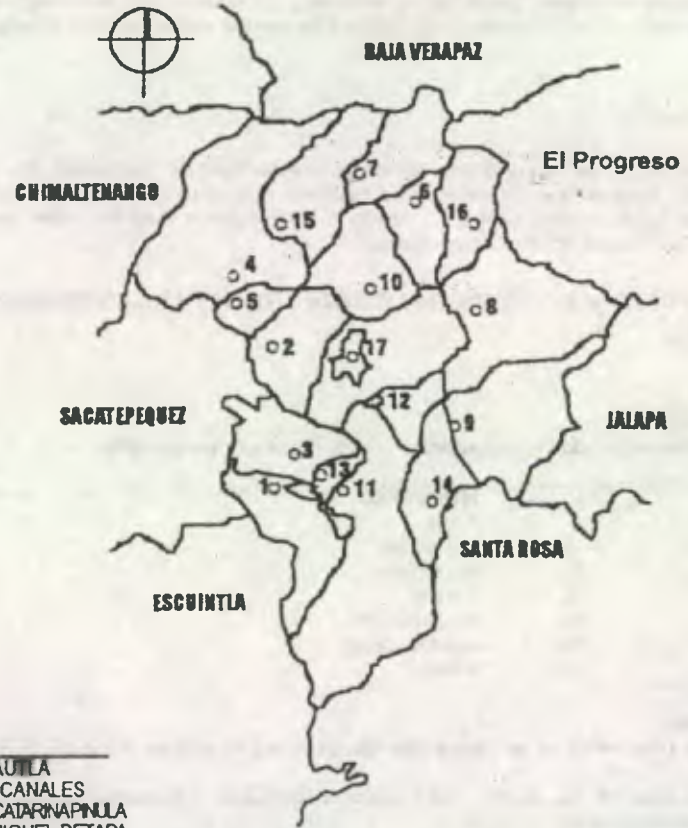 BAJA VERAPAZ
El Progreso
7
CHIMALTENANGO
6
15
16
4
10
5
8
2
17
12
SACATEPEQUEZ
JALAPA
9
3
13
1
11
14
SANTA ROSA
ESCUINTLA
AUTLA
CANALES
CATARINAPINULA